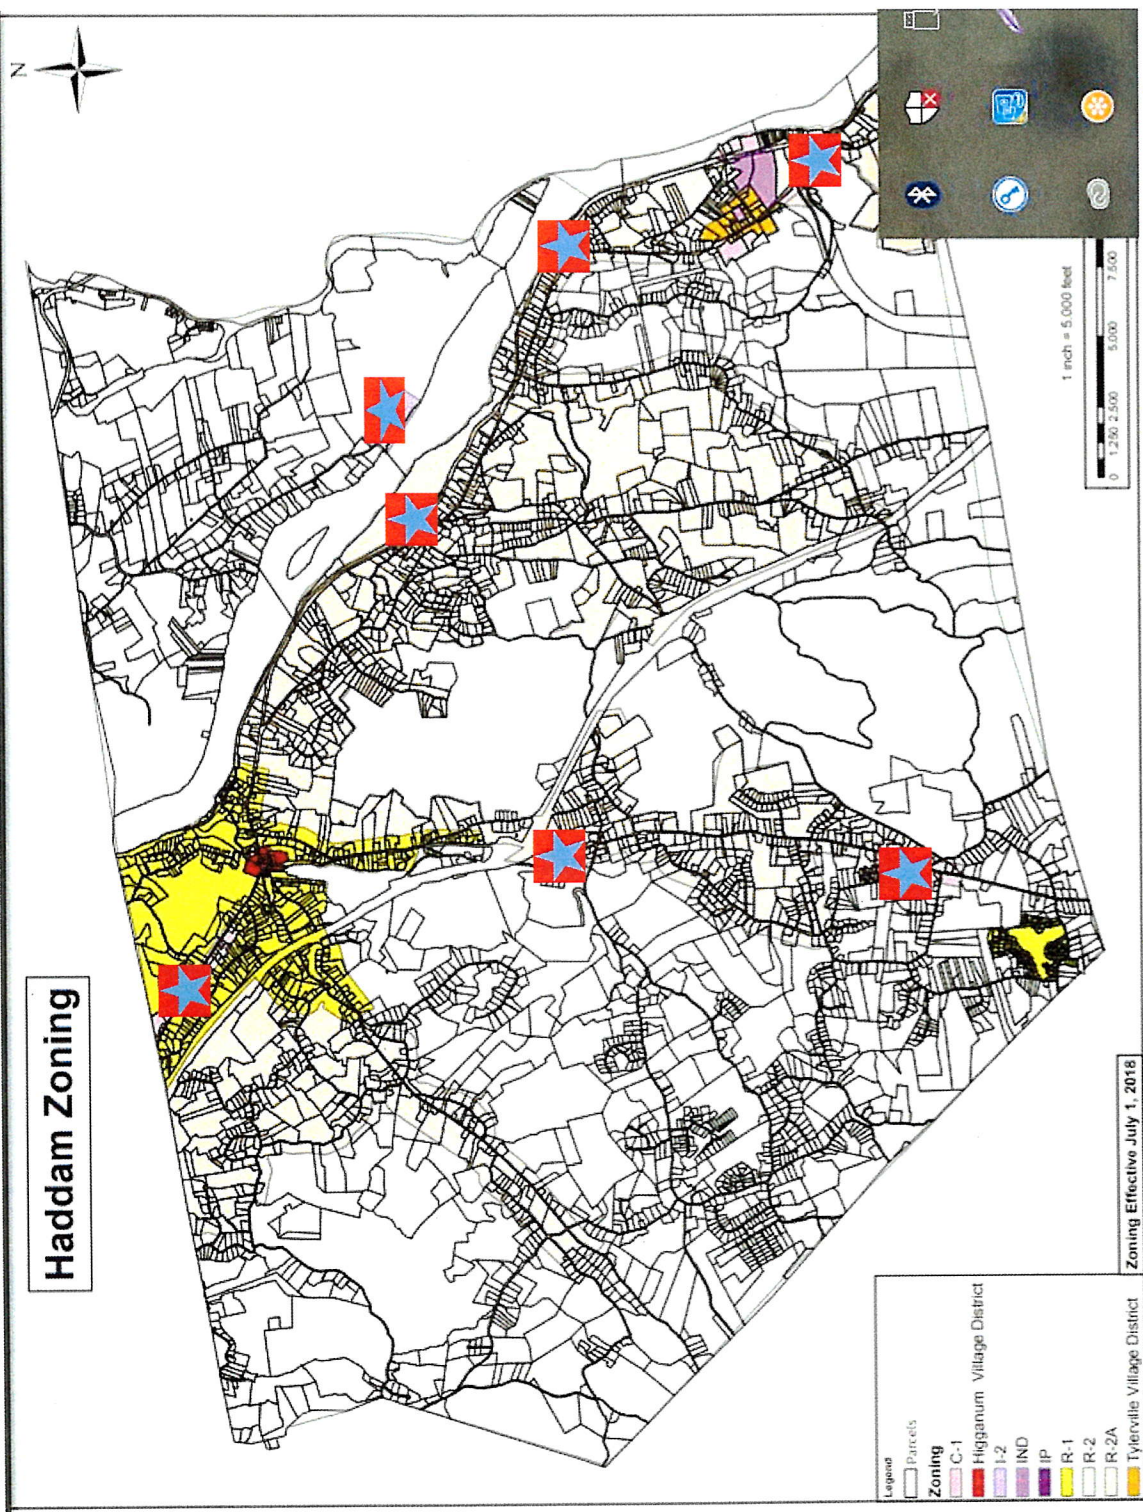 Haddam Zoning
N
1 inch = 5,000 feet
0 1,250 2,500 5,000 7,500
Legend
Parcels
Zoning
C-1
Higganum Village District
I-2
IND
IP
R-1
R-2
R-2A
Tylerville Village District
Zoning Effective July 1, 2018